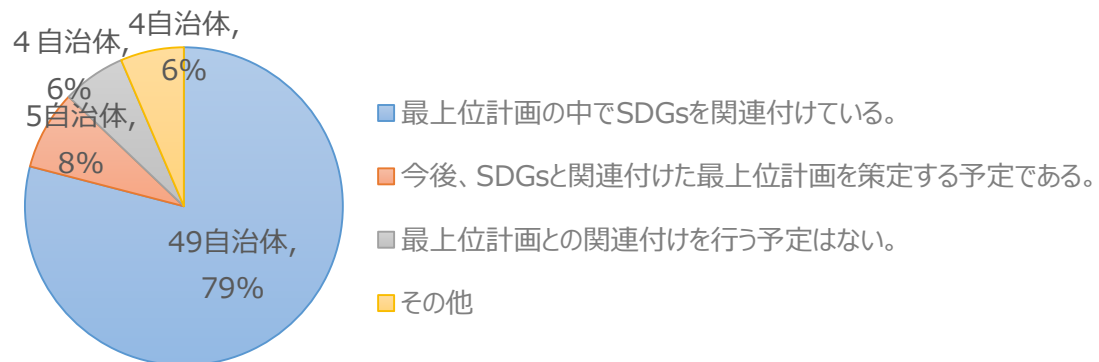 4自治体,
6%
４自治体,
6%
5自治体,
8%
49自治体,
79%
最上位計画の中でSDGsを関連付けている。
今後、SDGsと関連付けた最上位計画を策定する予定である。
最上位計画との関連付けを行う予定はない。
その他